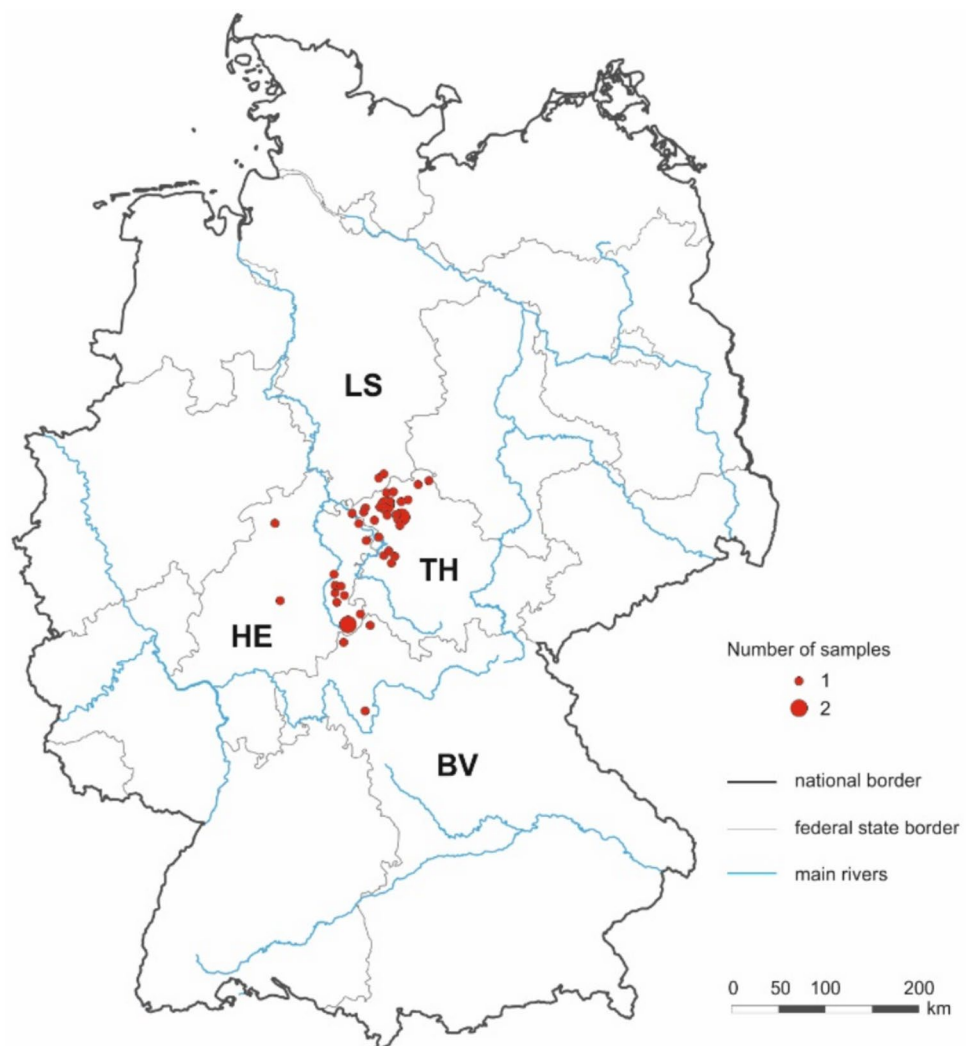 LS
TH
HE
BV
Number of samples
1
2
national border
federal state border
main rivers
0 50 100 200
km